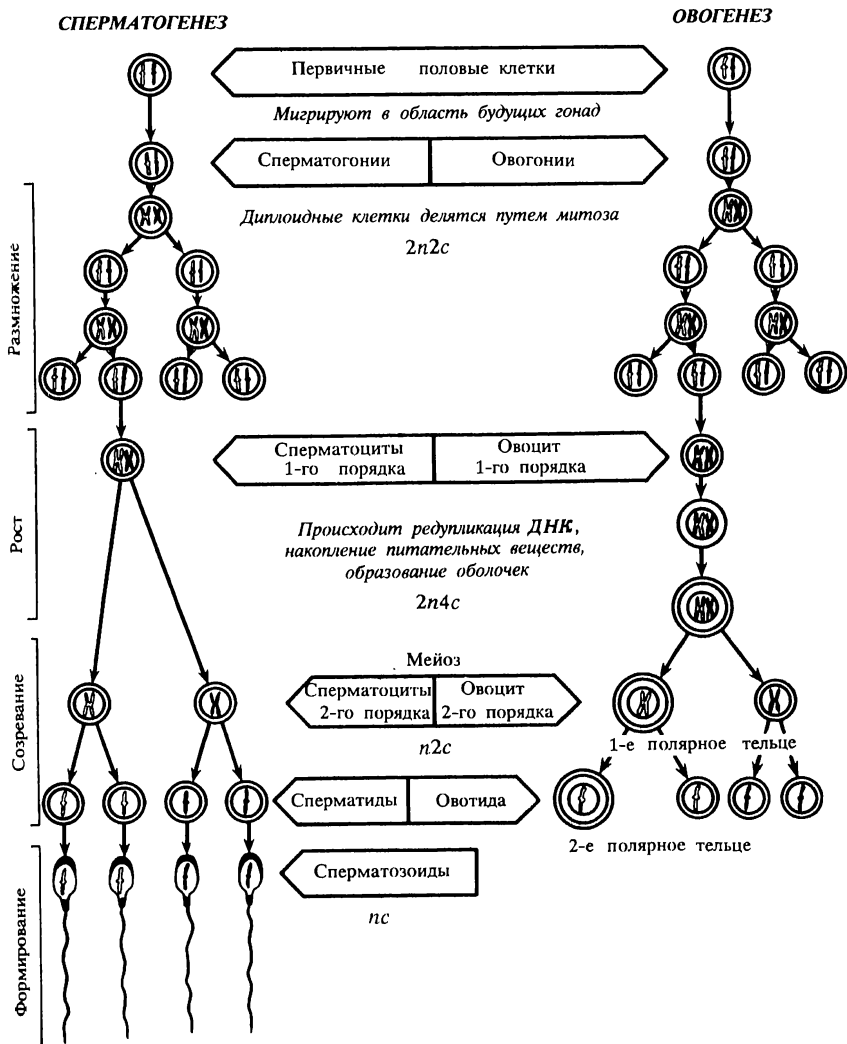 СПЕРМАТОГЕНЕЗ
ОВОГЕНЕЗ
Первичные половые клетки
Мигрируют в область будущих гонад
Сперматогонии
Овогонии
Размножение
Диплоидные клетки делятся путем митоза
2n2c
Рост
Сперматоциты
1-го порядка
Овоцит
1-го порядка
Происходит редупликация ДНК,
накопление питательных веществ,
образование оболочек
2n4c
Созревание
Мейоз
Сперматоциты
2-го порядка
Овоцит
2-го порядка
n2c
1-е полярное тельце
Сперматиды
Овотида
2-е полярное тельце
Формирование
Сперматозоиды
nc